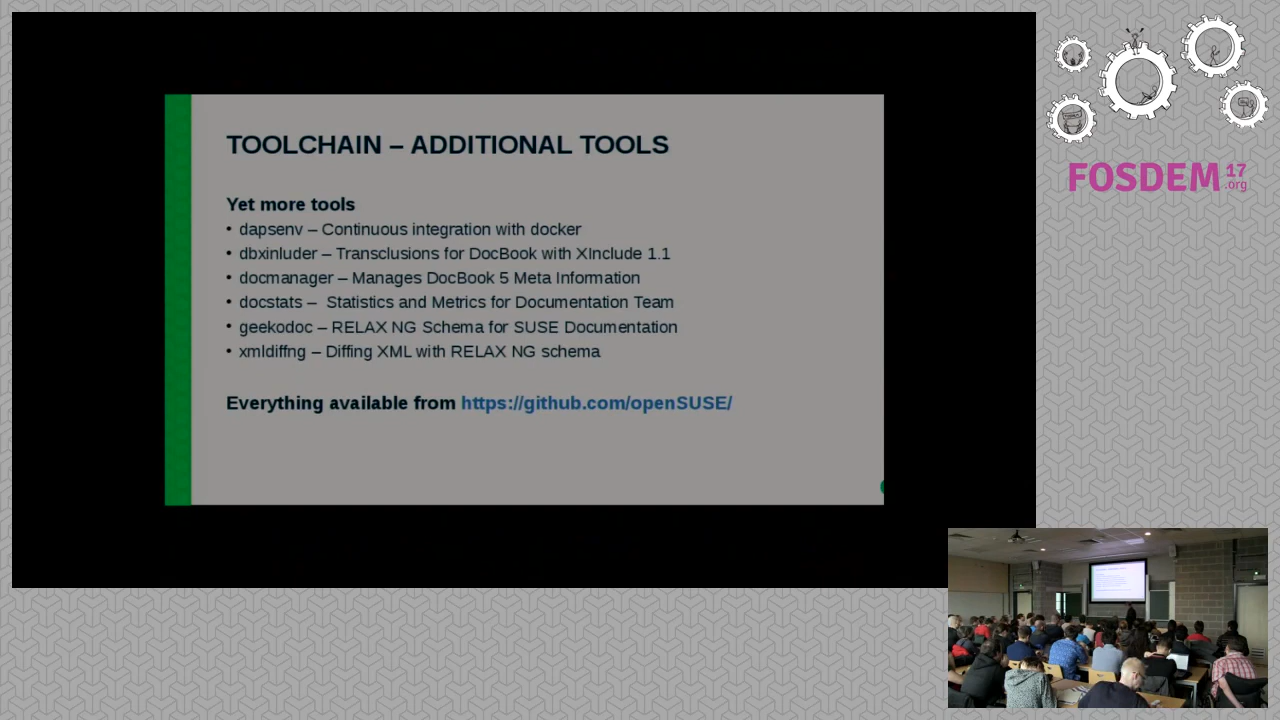 TOOLCHAIN – ADDITIONAL TOOLS
Yet more tools
• dapsenv – Continuous integration with docker
• dbxinluder – Transclusions for DocBook with XInclude 1.1
• docmanager – Manages DocBook 5 Meta Information
• docstats –  Statistics and Metrics for Documentation Team
• geekodoc – RELAX NG Schema for SUSE Documentation
• xmldiffng – Diffing XML with RELAX NG schema
Everything available from https://github.com/openSUSE/
FOSDEM 17 .org